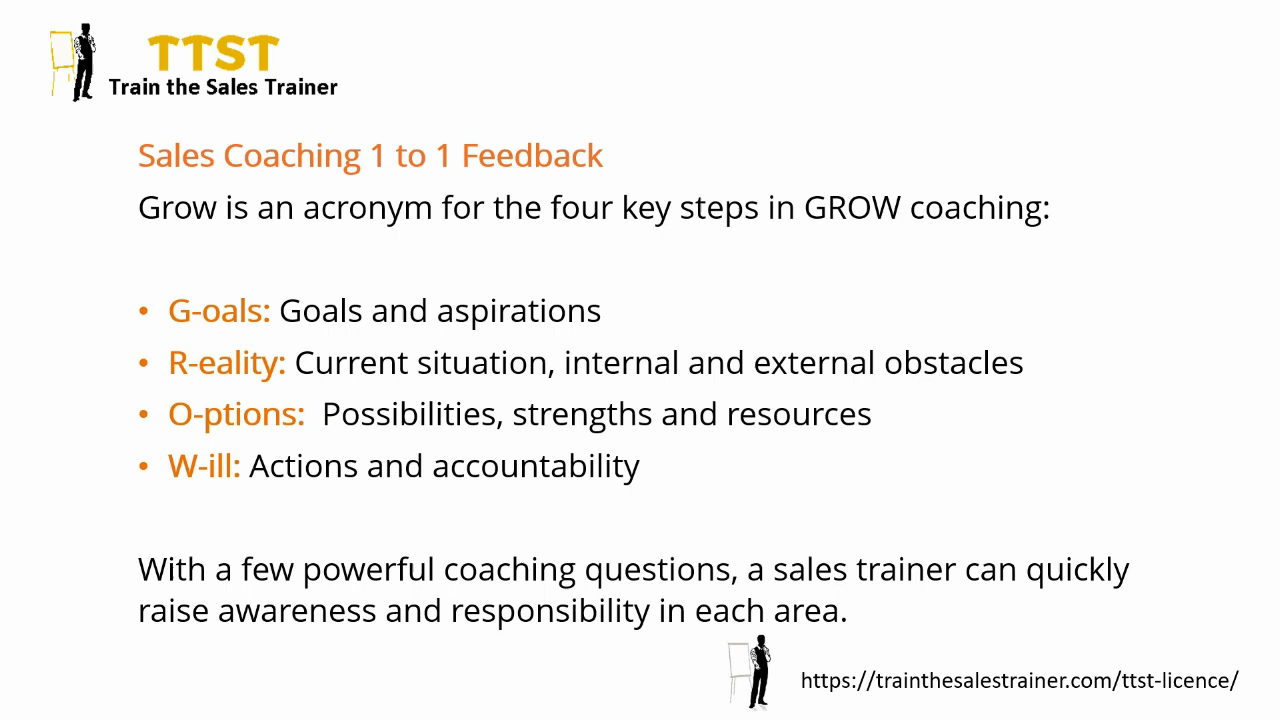 TTST
Train the Sales Trainer
Sales Coaching 1 to 1 Feedback
Grow is an acronym for the four key steps in GROW coaching:
• G-oals: Goals and aspirations
• R-eality: Current situation, internal and external obstacles
• O-ptions:  Possibilities, strengths and resources
• W-ill: Actions and accountability
With a few powerful coaching questions, a sales trainer can quickly
raise awareness and responsibility in each area.
https://trainthesalestrainer.com/ttst-licence/